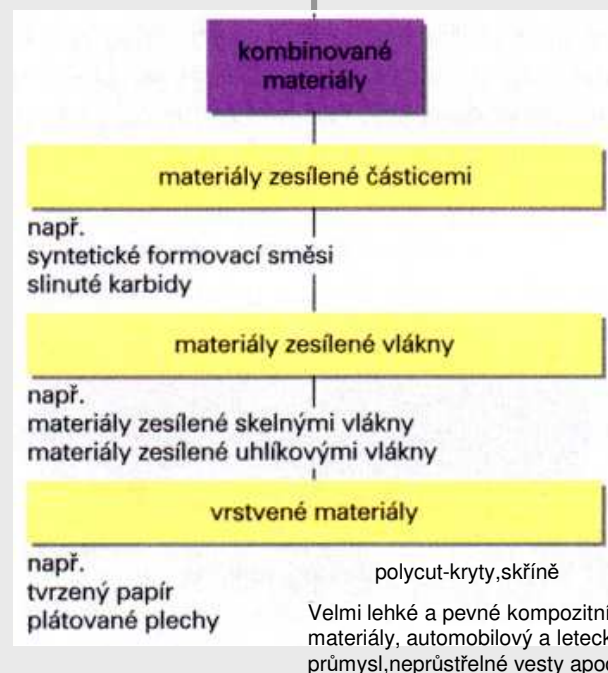 kombinované
materiály
materiály zesílené částicemi
např.
syntetické formovací směsi
slinuté karbidy
materiály zesílené vlákny
např.
materiály zesílené skelnými vlákny
materiály zesílené uhlíkovými vlákny
vrstvené materiály
např.
tvrzený papír
plátované plechy
polycut-kryty,skříně
Velmi lehké a pevné kompozitní
materiály, automobilový a leteck
průmysl,neprůstřelné vesty apod